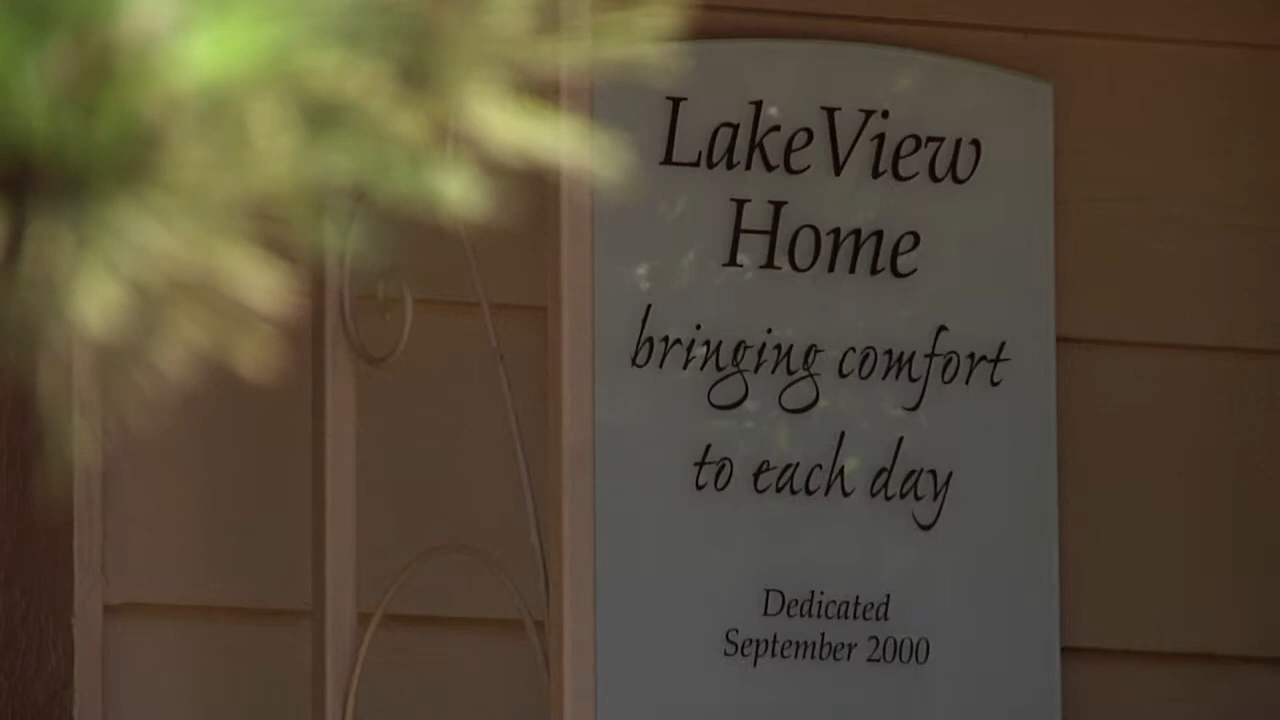 LakeView
Home
bringing comfort
to each day
Dedicated
September 2000